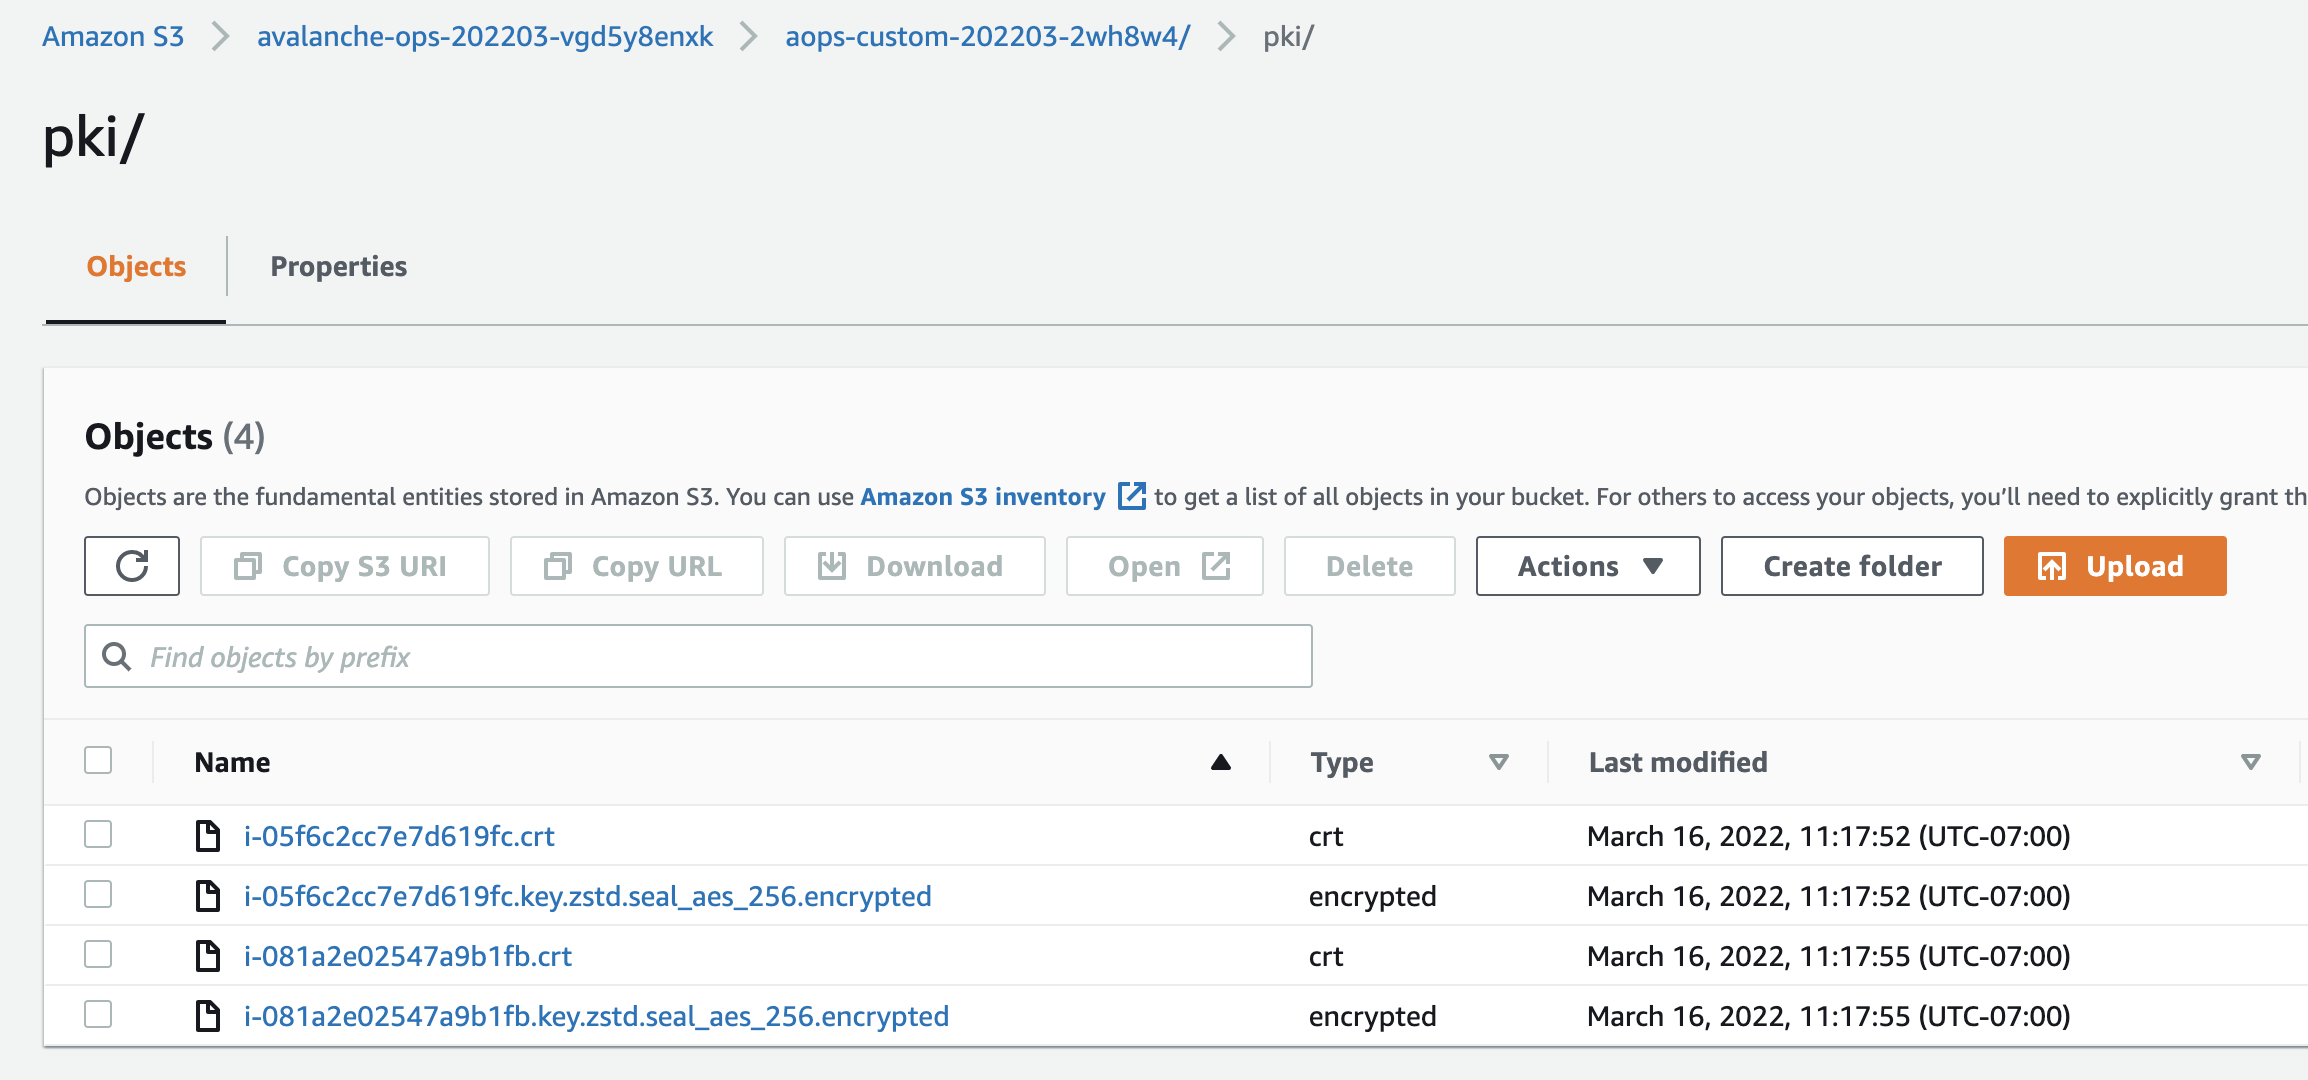 Amazon S3 avalanche-ops-202203-vgd5y8enxk aops-custom-202203-2wh8w4/ pki/
pki/
Objects Properties
Objects (4)
Objects are the fundamental entities stored in Amazon S3. You can use Amazon S3 inventory to get a list of all objects in your bucket. For others to access your objects, you’ll need to explicitly grant th
Copy S3 URI Copy URL Download Open Delete Actions Create folder Upload
Find objects by prefix
Name Type Last modified
i-05f6c2cc7e7d619fc.crt crt March 16, 2022, 11:17:52 (UTC-07:00)
i-05f6c2cc7e7d619fc.key.zstd.seal_aes_256.encrypted encrypted March 16, 2022, 11:17:52 (UTC-07:00)
i-081a2e02547a9b1fb.crt crt March 16, 2022, 11:17:55 (UTC-07:00)
i-081a2e02547a9b1fb.key.zstd.seal_aes_256.encrypted encrypted March 16, 2022, 11:17:55 (UTC-07:00)